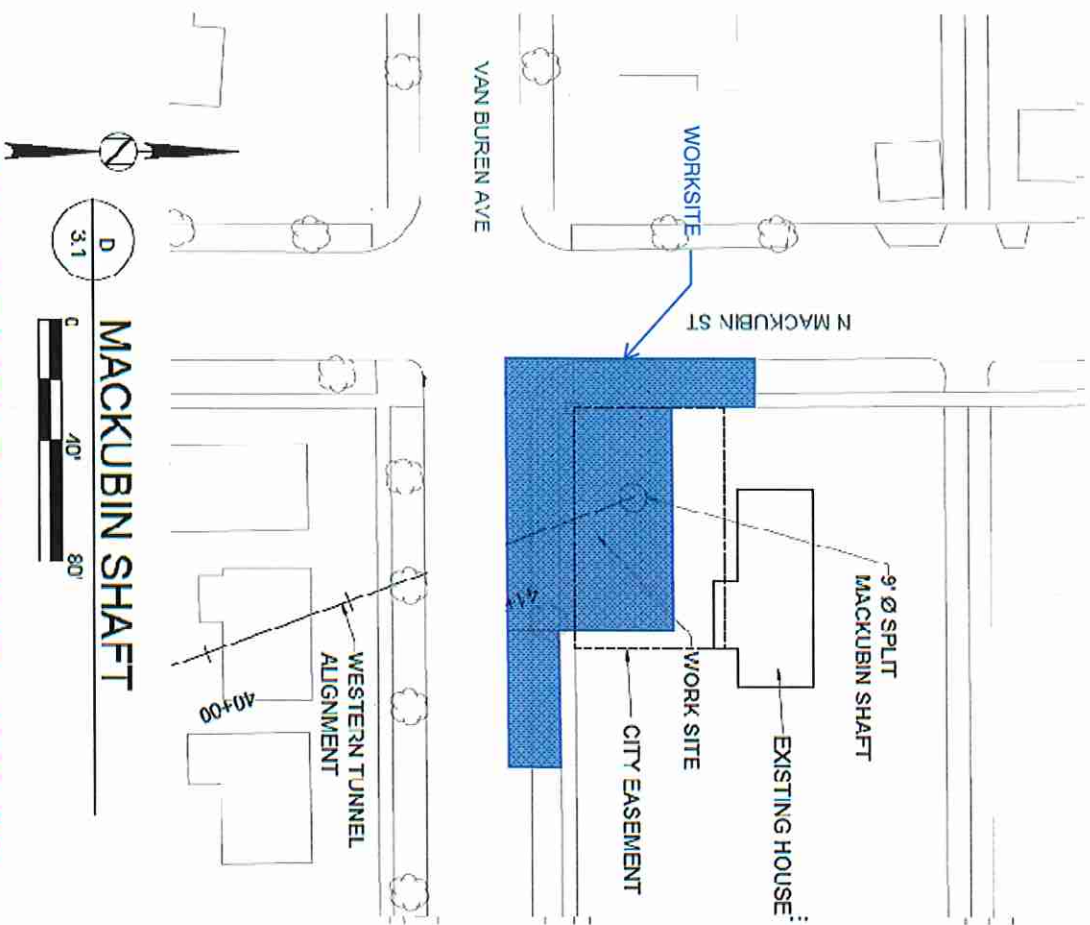 VAN BUREN AVE
WORKSITE
N MACKUBIN ST
9' Ø SPLIT
MACKUBIN SHAFT
EXISTING HOUSE
WORK SITE
CITY EASEMENT
41+
WESTERN TUNNEL
ALIGNMENT
40+00
N
D
3.1
MACKUBIN SHAFT
0 40' 80'